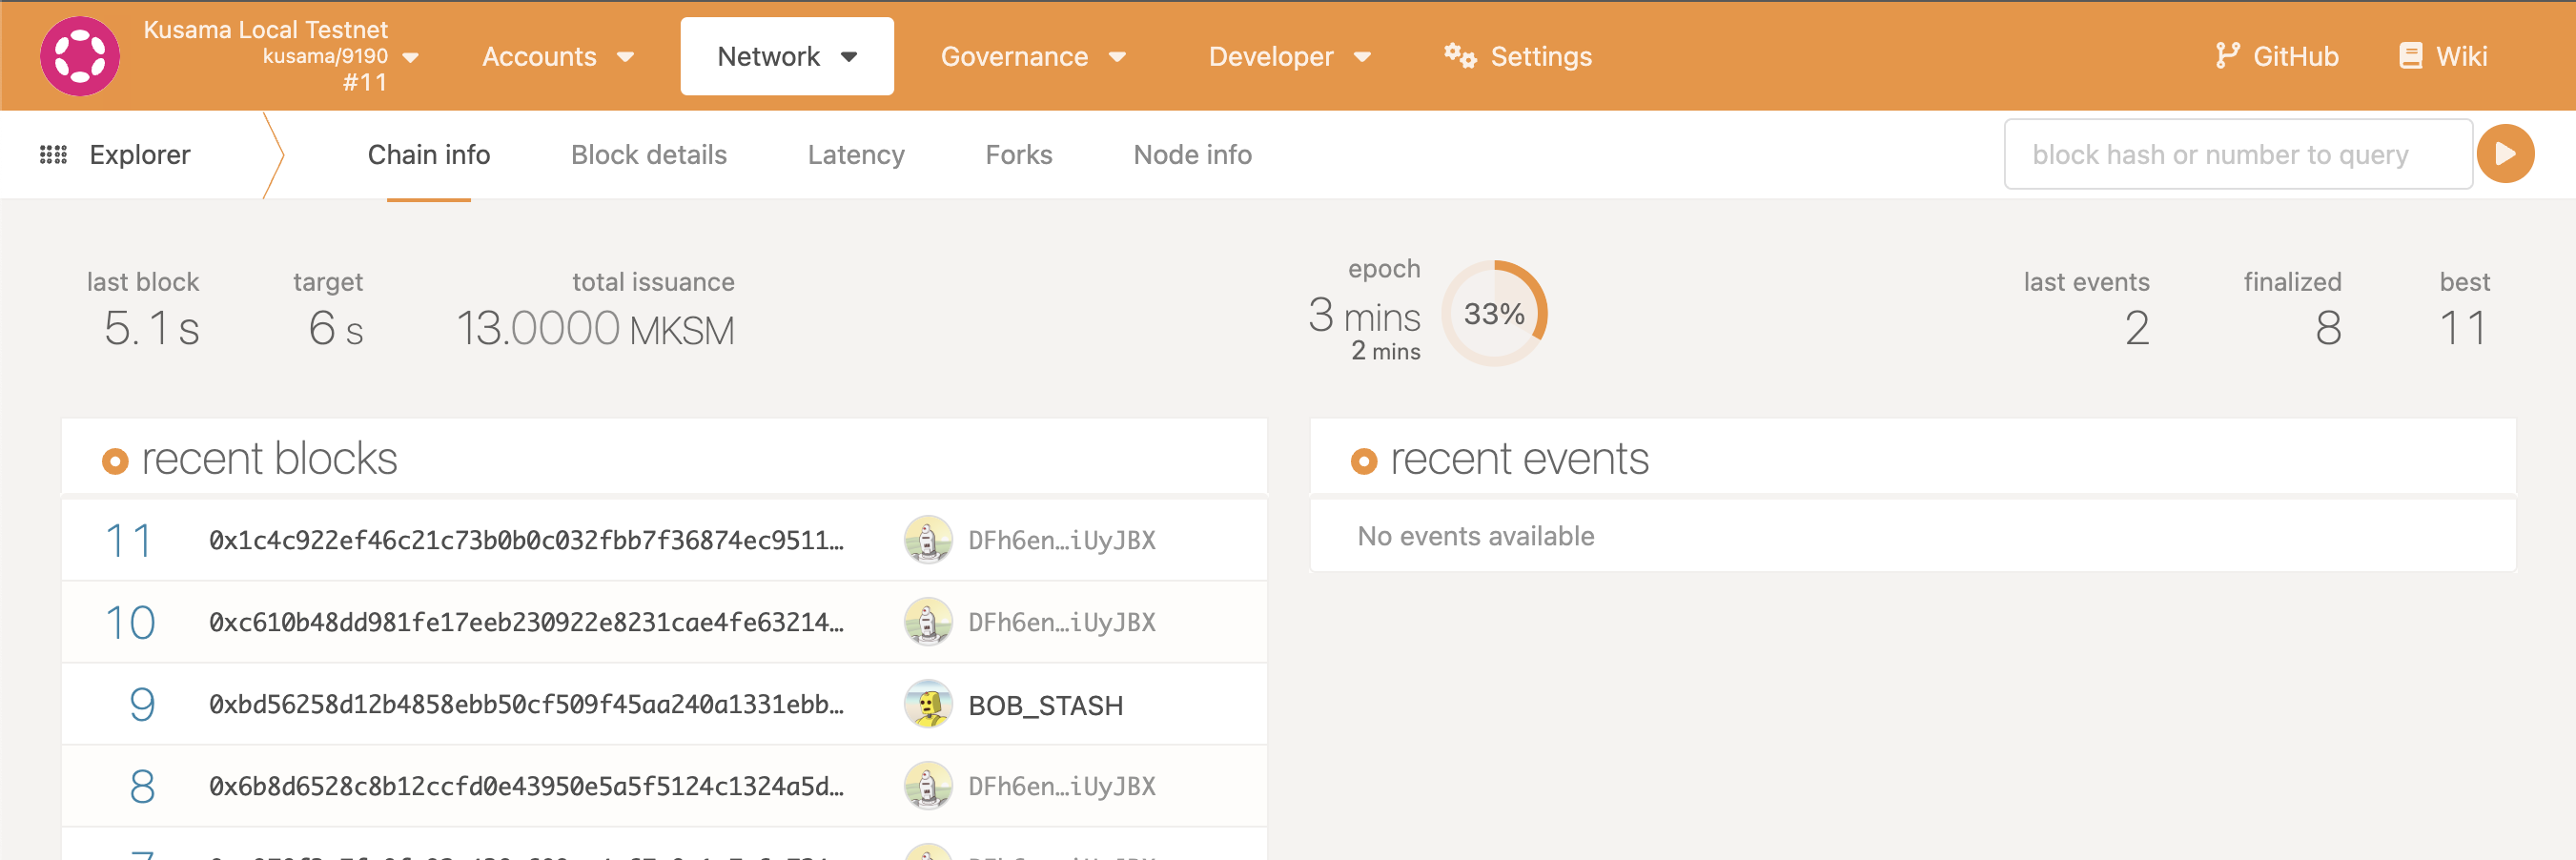 Kusama Local Testnet
kusama/9190
#11
Accounts
Network
Governance
Developer
Settings
GitHub
Wiki
Explorer
Chain info
Block details
Latency
Forks
Node info
block hash or number to query
last block
5.1 s
target
6 s
total issuance
13.0000 MKSM
epoch
3 mins
2 mins
33%
last events
2
finalized
8
best
11
recent blocks
11 0x1c4c922ef46c21c73b0b0c032fbb7f36874ec9511… DFh6en…iUyJBX
10 0xc610b48dd981fe17eeb230922e8231cae4fe63214… DFh6en…iUyJBX
9 0xbd56258d12b4858ebb50cf509f45aa240a1331ebb… BOB_STASH
8 0x6b8d6528c8b12ccfd0e43950e5a5f5124c1324a5d… DFh6en…iUyJBX
recent events
No events available